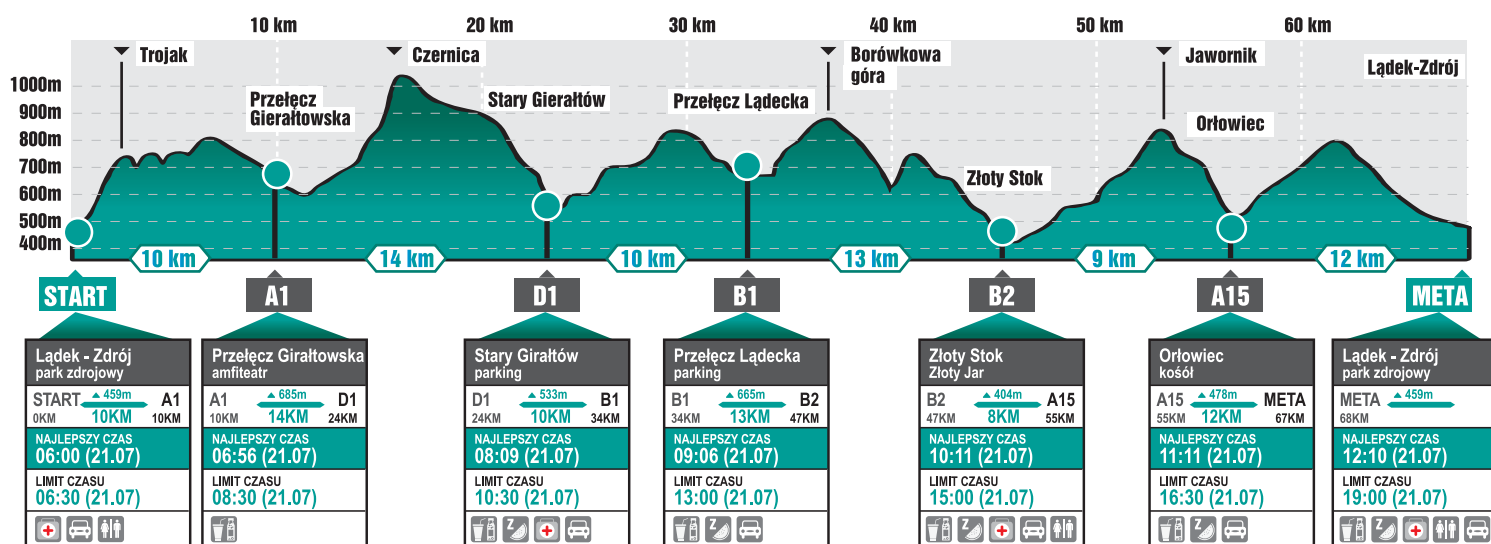 10 km 20 km 30 km 40 km 50 km 60 km
Trojak
Czernica
Borówkowa
góra
Jawornik
Lądek-Zdrój
Przełęcz
Gierałtowska
Stary Gierałtów
Przełęcz Lądecka
Orłowiec
Złoty Stok
1000m
900m
800m
700m
600m
500m
400m
10 km 14 km 10 km 13 km 9 km 12 km
START A1 D1 B1 B2 A15 META
Lądek - Zdrój
park zdrojowy
START 459m A1
0KM 10KM 10KM
NAJLEPSZY CZAS
06:00 (21.07)
LIMIT CZASU
06:30 (21.07)
Przełęcz Girałtowska
amfiteatr
A1 685m D1
10KM 14KM 24KM
NAJLEPSZY CZAS
06:56 (21.07)
LIMIT CZASU
08:30 (21.07)
Stary Girałtów
parking
D1 533m B1
24KM 10KM 34KM
NAJLEPSZY CZAS
08:09 (21.07)
LIMIT CZASU
10:30 (21.07)
Z
Przełęcz Lądecka
parking
B1 665m B2
34KM 13KM 47KM
NAJLEPSZY CZAS
09:06 (21.07)
LIMIT CZASU
13:00 (21.07)
Z
Złoty Stok
Złoty Jar
B2 404m A15
47KM 8KM 55KM
NAJLEPSZY CZAS
10:11 (21.07)
LIMIT CZASU
15:00 (21.07)
Z
Orłowiec
kośół
A15 478m META
55KM 12KM 67KM
NAJLEPSZY CZAS
11:11 (21.07)
LIMIT CZASU
16:30 (21.07)
Z
Lądek - Zdrój
park zdrojowy
META 459m
68KM
NAJLEPSZY CZAS
12:10 (21.07)
LIMIT CZASU
19:00 (21.07)
Z